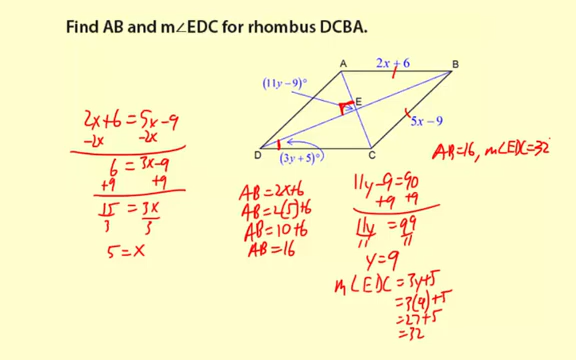 Find AB and m∠EDC for rhombus DCBA.
A
2x + 6
B
(11y – 9)°
E
5x – 9
D
(3y + 5)°
C
2x+6 = 5x-9
-2x -2x
6 = 3x-9
+9 +9
15 = 3x
3 3
5 = x
AB = 2x+6
AB = 2(5)+6
AB = 10+6
AB = 16
11y-9 = 90
+9 +9
11y = 99
11 11
y = 9
m∠EDC = 3y+5
= 3(9)+5
= 27+5
= 32
AB=16, m∠EDC=32